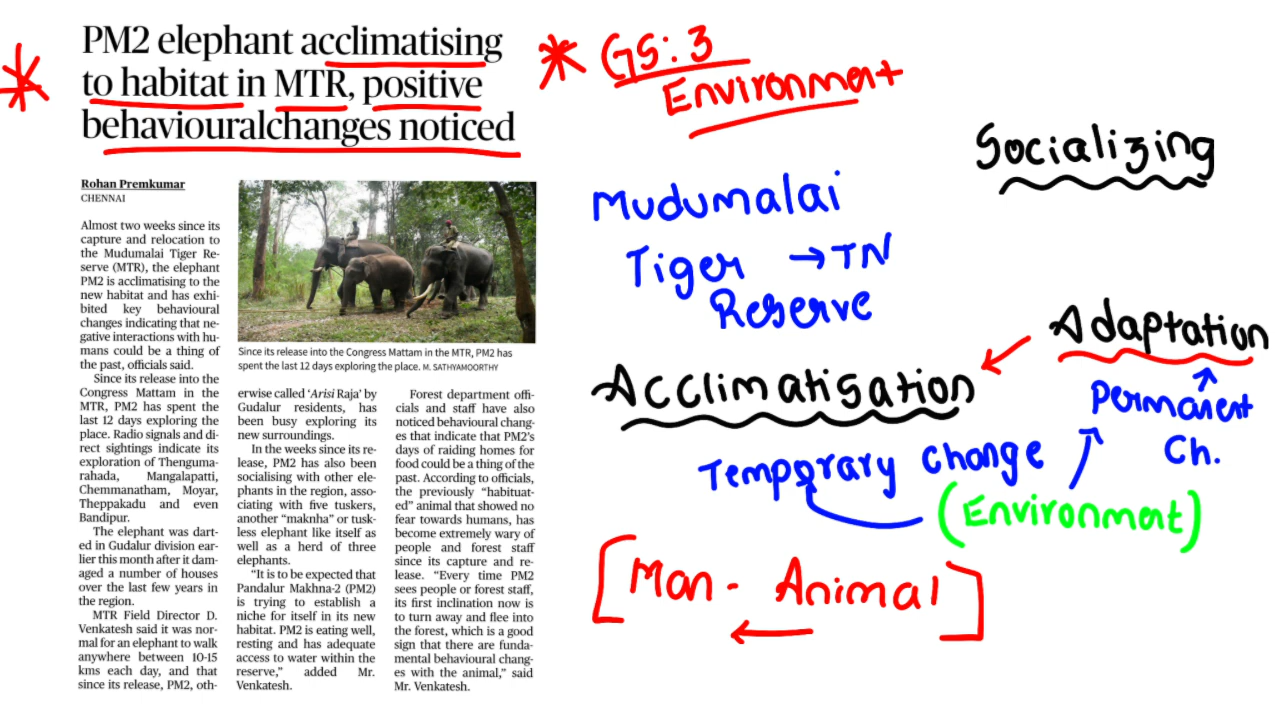 PM2 elephant acclimatising
to habitat in MTR, positive
behaviouralchanges noticed
Rohan Premkumar
CHENNAI
Almost two weeks since its
capture and relocation to
the Mudumalai Tiger Re-
serve (MTR), the elephant
PM2 is acclimatising to the
new habitat and has exhi-
bited key behavioural
changes indicating that ne-
gative interactions with hu-
mans could be a thing of
the past, officials said.
Since its release into the
Congress Mattam in the
MTR, PM2 has spent the
last 12 days exploring the
place. Radio signals and di-
rect sightings indicate its
exploration of Thenguma-
rahada, Mangalapatti,
Chemmanatham, Moyar,
Theppakadu and even
Bandipur.
The elephant was dart-
ed in Gudalur division ear-
lier this month after it dam-
aged a number of houses
over the last few years in
the region.
MTR Field Director D.
Venkatesh said it was nor-
mal for an elephant to walk
anywhere between 10-15
kms each day, and that
since its release, PM2, oth-
Since its release into the Congress Mattam in the MTR, PM2 has
spent the last 12 days exploring the place. M. SATHYAMOORTHY
erwise called ‘Arisi Raja’ by
Gudalur residents, has
been busy exploring its
new surroundings.
In the weeks since its re-
lease, PM2 has also been
socialising with other ele-
phants in the region, asso-
ciating with five tuskers,
another “maknha” or tusk-
less elephant like itself as
well as a herd of three
elephants.
“It is to be expected that
Pandalur Makhna-2 (PM2)
is trying to establish a
niche for itself in its new
habitat. PM2 is eating well,
resting and has adequate
access to water within the
reserve,” added Mr.
Venkatesh.
Forest department offi-
cials and staff have also
noticed behavioural chang-
es that indicate that PM2’s
days of raiding homes for
food could be a thing of the
past. According to officials,
the previously “habituat-
ed” animal that showed no
fear towards humans, has
become extremely wary of
people and forest staff
since its capture and re-
lease. “Every time PM2
sees people or forest staff,
its first inclination now is
to turn away and flee into
the forest, which is a good
sign that there are funda-
mental behavioural chang-
es with the animal,” said
Mr. Venkatesh.
* GS: 3
Environment
Socializing
Mudumalai
Tiger → TN
Reserve
Adaptation
Acclimatisation
Permanent
Ch.
Temporary Change
(Environment)
[Man - Animal]